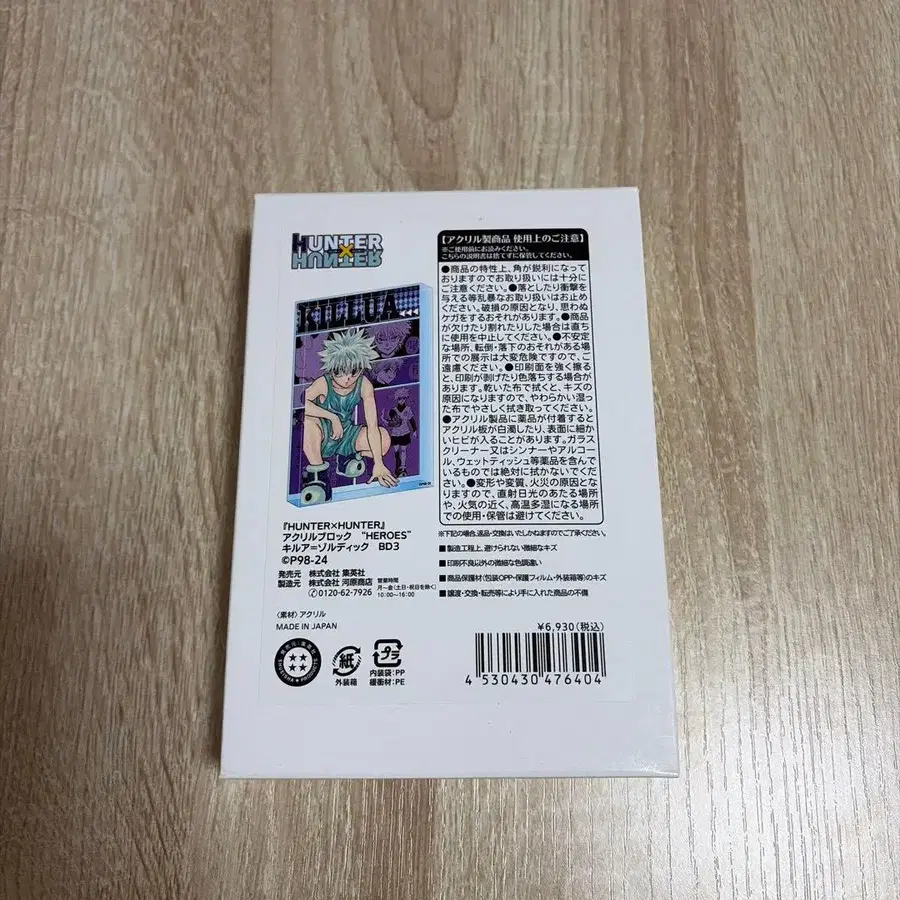 HUNTER
×
HUNTER
KILLUA
『HUNTER×HUNTER』
アクリルブロック “HEROES”
キルア=ゾルディック BD3
©P98-24
発売元 株式会社 集英社
製造元 株式会社 河原商店
0120-62-7926
営業時間
月～金(土日・祝日を除く)
10:00～16:00
〈素材〉アクリル
MADE IN JAPAN
紙
外装箱
プラ
内装袋:PP
緩衝材:PE
【アクリル製商品 使用上のご注意】
※ご使用前にお読みください。
こちらの説明書は捨てずに保管してください。
●商品の特性上、角が鋭利になって
おりますのでお取り扱いには十分に
ご注意ください。●落としたり衝撃
を与える等乱暴なお取り扱いはお止め
ください。破損の原因となり、思わぬ
ケガをするおそれがあります。●商品
が欠けたり割れたりした場合は直ち
に使用を中止してください。●不安定
な場所、転倒・落下のおそれがある場所
での展示は大変危険ですので、ご
遠慮ください。●印刷面を強く擦る
と、印刷が剥げたり色落ちする場合が
あります。乾いた布で拭くと、キズの
原因になりますので、やわらかい湿っ
た布でやさしく拭き取ってください。
●アクリル製品に薬品が付着すると
アクリル板が白濁したり、表面に細か
いヒビが入ることがあります。ガラス
クリーナー又はシンナーやアルコー
ル、ウェットティッシュ等薬品を含んで
いるものでは絶対に拭かないでくだ
さい。●変形や変質、火災の原因とな
りますので、直射日光のあたる場所
や、火気の近く、高温多湿になる場所
での使用・保管は避けてください。
※下記の場合、返品・交換はいたしかねますのでご了承ください。
■製造工程上、避けられない微細なキズ
■印刷不良以外の微細な色調違い
■商品保護材(包装OPP・保護フィルム・外装箱等)のキズ
■譲渡・交換・転売等により手に入れた商品の不備
¥6,930(税込)
4 530430 476404